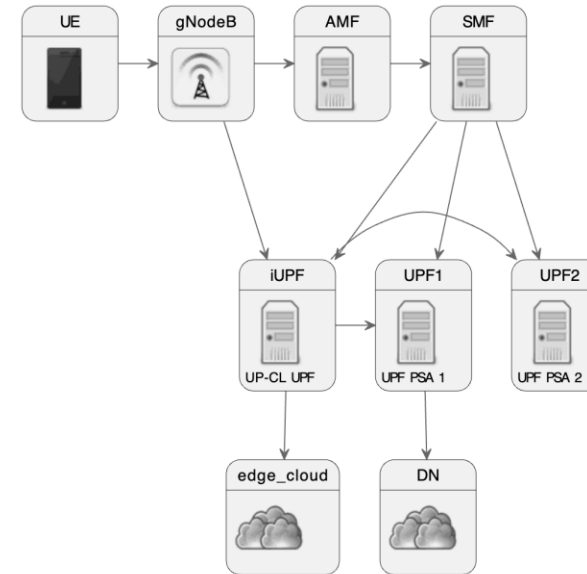 UE
gNodeB
AMF
SMF
iUPF
UP-CL UPF
UPF1
UPF PSA 1
UPF2
UPF PSA 2
edge_cloud
DN